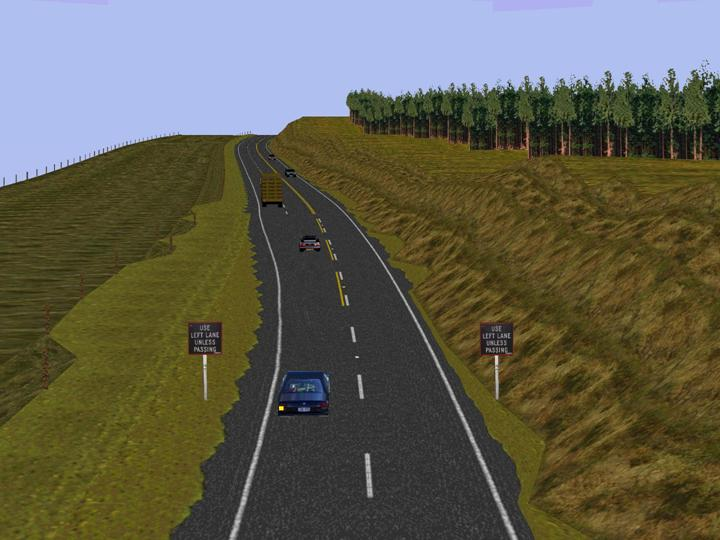 USE
LEFT LANE
UNLESS
PASSING
USE
LEFT LANE
UNLESS
PASSING